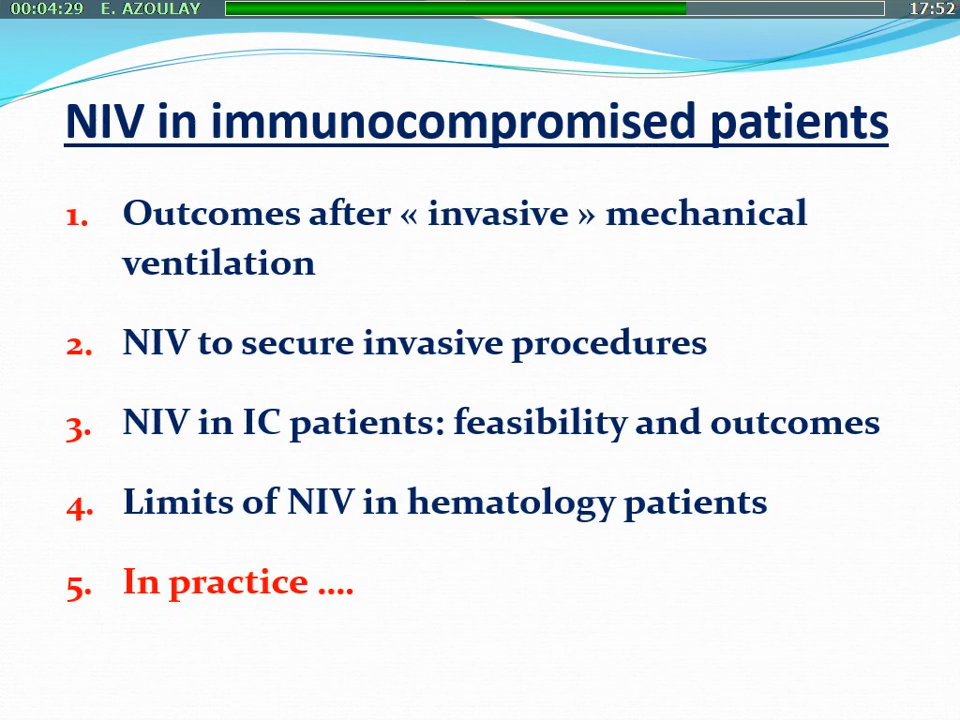 00:04:29 E. AZOULAY 17:52
NIV in immunocompromised patients
1. Outcomes after « invasive » mechanical
ventilation
2. NIV to secure invasive procedures
3. NIV in IC patients: feasibility and outcomes
4. Limits of NIV in hematology patients
5. In practice ....